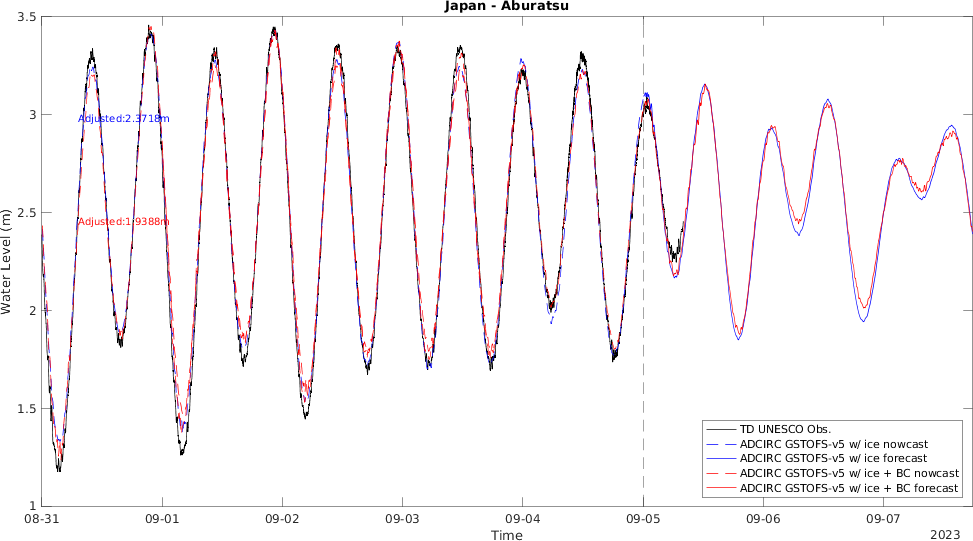 Japan - Aburatsu
3.5
3
2.5
2
1.5
1
Water Level (m)
Adjusted:2.3718m
Adjusted:1.9388m
TD UNESCO Obs.
ADCIRC GSTOFS-v5 w/ ice nowcast
ADCIRC GSTOFS-v5 w/ ice forecast
ADCIRC GSTOFS-v5 w/ ice + BC nowcast
ADCIRC GSTOFS-v5 w/ ice + BC forecast
08-31 09-01 09-02 09-03 09-04 09-05 09-06 09-07
Time
2023